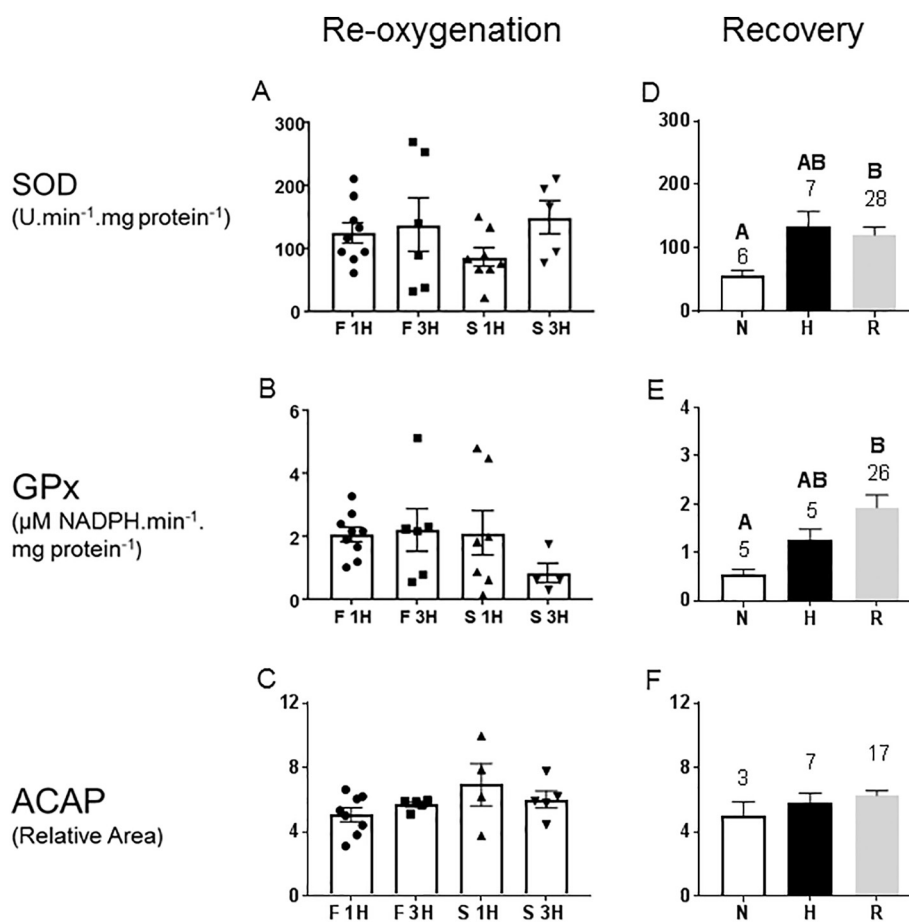 Re-oxygenation
Recovery
A
D
SOD
(U.min⁻¹.mg protein⁻¹)
300
200
100
0
F 1H
F 3H
S 1H
S 3H
300
200
100
0
A
6
AB
7
B
28
N
H
R
B
E
GPx
(µM NADPH.min⁻¹.
mg protein⁻¹)
6
4
2
0
F 1H
F 3H
S 1H
S 3H
4
3
2
1
0
A
5
AB
5
B
26
N
H
R
C
F
ACAP
(Relative Area)
12
8
4
0
F 1H
F 3H
S 1H
S 3H
12
8
4
0
3
7
17
N
H
R